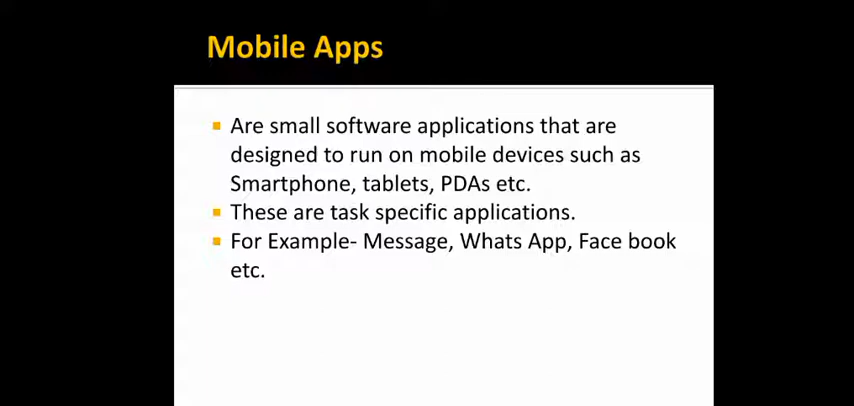 Mobile Apps
Are small software applications that are
designed to run on mobile devices such as
Smartphone, tablets, PDAs etc.
These are task specific applications.
For Example- Message, Whats App, Face book
etc.